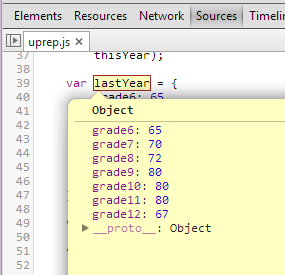 Elements Resources Network Sources Timeline
uprep.js ×
37 thisYear);
38
39 var lastYear = {
40 grade6: 65
41 Object
42 grade6: 65
43 grade7: 70
44 grade8: 72
45 grade9: 80
46 grade10: 80
47 grade11: 80
48 grade12: 67
49 ▶ __proto__: Object
50
51
52